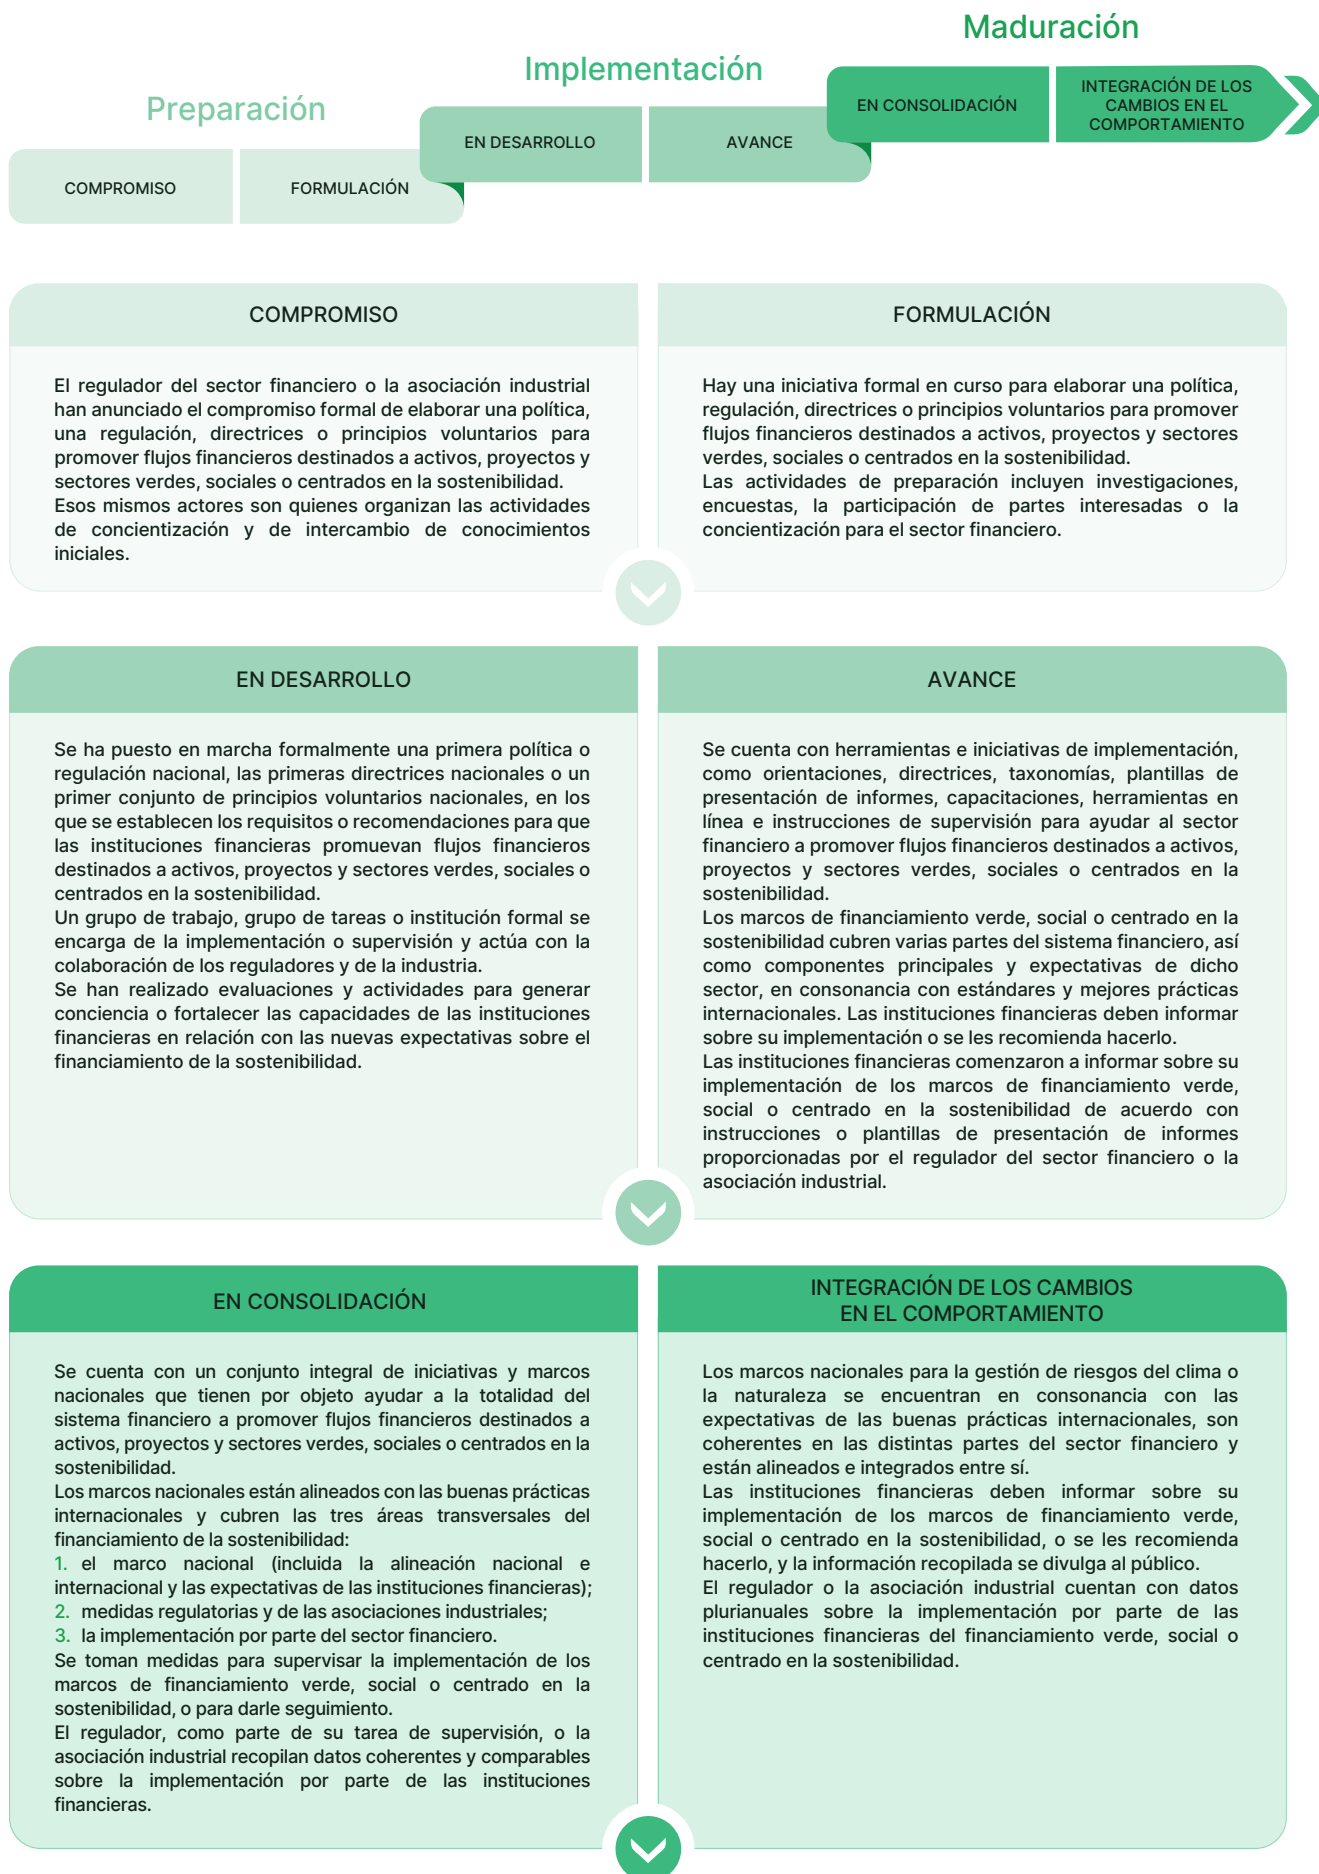 Maduración
Implementación
Preparación
EN CONSOLIDACIÓN
INTEGRACIÓN DE LOS
CAMBIOS EN EL
COMPORTAMIENTO
EN DESARROLLO
AVANCE
COMPROMISO
FORMULACIÓN
COMPROMISO
El regulador del sector financiero o la asociación industrial
han anunciado el compromiso formal de elaborar una política,
una regulación, directrices o principios voluntarios para
promover flujos financieros destinados a activos, proyectos y
sectores verdes, sociales o centrados en la sostenibilidad.
Esos mismos actores son quienes organizan las actividades
de concientización y de intercambio de conocimientos
iniciales.
FORMULACIÓN
Hay una iniciativa formal en curso para elaborar una política,
regulación, directrices o principios voluntarios para promover
flujos financieros destinados a activos, proyectos y sectores
verdes, sociales o centrados en la sostenibilidad.
Las actividades de preparación incluyen investigaciones,
encuestas, la participación de partes interesadas o la
concientización para el sector financiero.
EN DESARROLLO
Se ha puesto en marcha formalmente una primera política o
regulación nacional, las primeras directrices nacionales o un
primer conjunto de principios voluntarios nacionales, en los
que se establecen los requisitos o recomendaciones para que
las instituciones financieras promuevan flujos financieros
destinados a activos, proyectos y sectores verdes, sociales o
centrados en la sostenibilidad.
Un grupo de trabajo, grupo de tareas o institución formal se
encarga de la implementación o supervisión y actúa con la
colaboración de los reguladores y de la industria.
Se han realizado evaluaciones y actividades para generar
conciencia o fortalecer las capacidades de las instituciones
financieras en relación con las nuevas expectativas sobre el
financiamiento de la sostenibilidad.
AVANCE
Se cuenta con herramientas e iniciativas de implementación,
como orientaciones, directrices, taxonomías, plantillas de
presentación de informes, capacitaciones, herramientas en
línea e instrucciones de supervisión para ayudar al sector
financiero a promover flujos financieros destinados a activos,
proyectos y sectores verdes, sociales o centrados en la
sostenibilidad.
Los marcos de financiamiento verde, social o centrado en la
sostenibilidad cubren varias partes del sistema financiero, así
como componentes principales y expectativas de dicho
sector, en consonancia con estándares y mejores prácticas
internacionales. Las instituciones financieras deben informar
sobre su implementación o se les recomienda hacerlo.
Las instituciones financieras comenzaron a informar sobre su
implementación de los marcos de financiamiento verde,
social o centrado en la sostenibilidad de acuerdo con
instrucciones o plantillas de presentación de informes
proporcionadas por el regulador del sector financiero o la
asociación industrial.
EN CONSOLIDACIÓN
Se cuenta con un conjunto integral de iniciativas y marcos
nacionales que tienen por objeto ayudar a la totalidad del
sistema financiero a promover flujos financieros destinados a
activos, proyectos y sectores verdes, sociales o centrados en la
sostenibilidad.
Los marcos nacionales están alineados con las buenas prácticas
internacionales y cubren las tres áreas transversales del
financiamiento de la sostenibilidad:
1. el marco nacional (incluida la alineación nacional e
internacional y las expectativas de las instituciones financieras);
2. medidas regulatorias y de las asociaciones industriales;
3. la implementación por parte del sector financiero.
Se toman medidas para supervisar la implementación de los
marcos de financiamiento verde, social o centrado en la
sostenibilidad, o para darle seguimiento.
El regulador, como parte de su tarea de supervisión, o la
asociación industrial recopilan datos coherentes y comparables
sobre la implementación por parte de las instituciones
financieras.
INTEGRACIÓN DE LOS CAMBIOS
EN EL COMPORTAMIENTO
Los marcos nacionales para la gestión de riesgos del clima o
la naturaleza se encuentran en consonancia con las
expectativas de las buenas prácticas internacionales, son
coherentes en las distintas partes del sector financiero y
están alineados e integrados entre sí.
Las instituciones financieras deben informar sobre su
implementación de los marcos de financiamiento verde,
social o centrado en la sostenibilidad, o se les recomienda
hacerlo, y la información recopilada se divulga al público.
El regulador o la asociación industrial cuentan con datos
plurianuales sobre la implementación por parte de las
instituciones financieras del financiamiento verde, social o
centrado en la sostenibilidad.